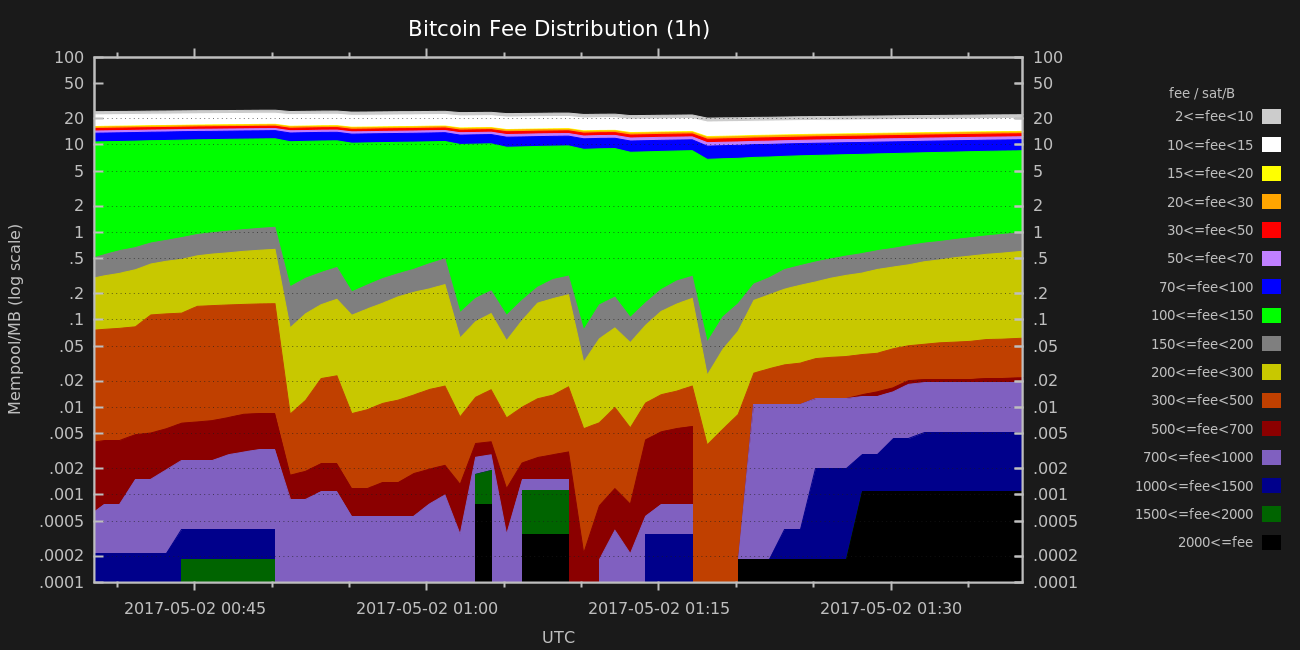 Bitcoin Fee Distribution (1h)
Mempool/MB (log scale)
100
50
20
10
5
2
1
.5
.2
.1
.05
.02
.01
.005
.002
.001
.0005
.0002
.0001
100
50
20
10
5
2
1
.5
.2
.1
.05
.02
.01
.005
.002
.001
.0005
.0002
.0001
2017-05-02 00:45
2017-05-02 01:00
2017-05-02 01:15
2017-05-02 01:30
UTC
fee / sat/B
2<=fee<10
10<=fee<15
15<=fee<20
20<=fee<30
30<=fee<50
50<=fee<70
70<=fee<100
100<=fee<150
150<=fee<200
200<=fee<300
300<=fee<500
500<=fee<700
700<=fee<1000
1000<=fee<1500
1500<=fee<2000
2000<=fee